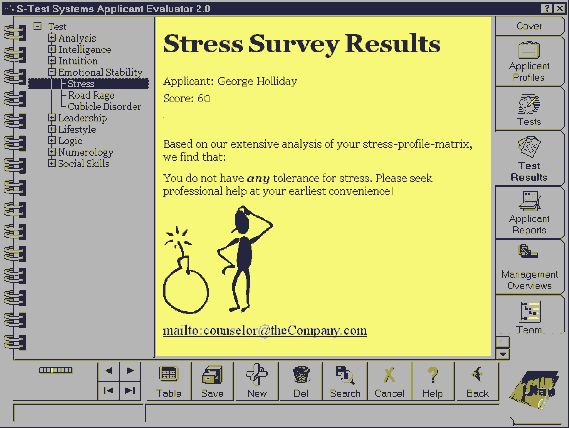 S-Test Systems Applicant Evaluator 2.0
Test
Analysis
Intelligance
Intuition
Emotional Stability
Stress
Road Rage
Cubicle Disorder
Leadership
Lifestyle
Logic
Numerology
Social Skills
Stress Survey Results
Applicant: George Holliday
Score: 60
Based on our extensive analysis of your stress-profile-matrix,
we find that:
You do not have any tolerance for stress. Please seek
professional help at your earliest convenience!
mailto:counselor@theCompany.com
Cover
Applicant
Profiles
Tests
Test
Results
Applicant
Reports
Management
Overviews
Table
Save
New
Del
Search
Cancel
Help
Back